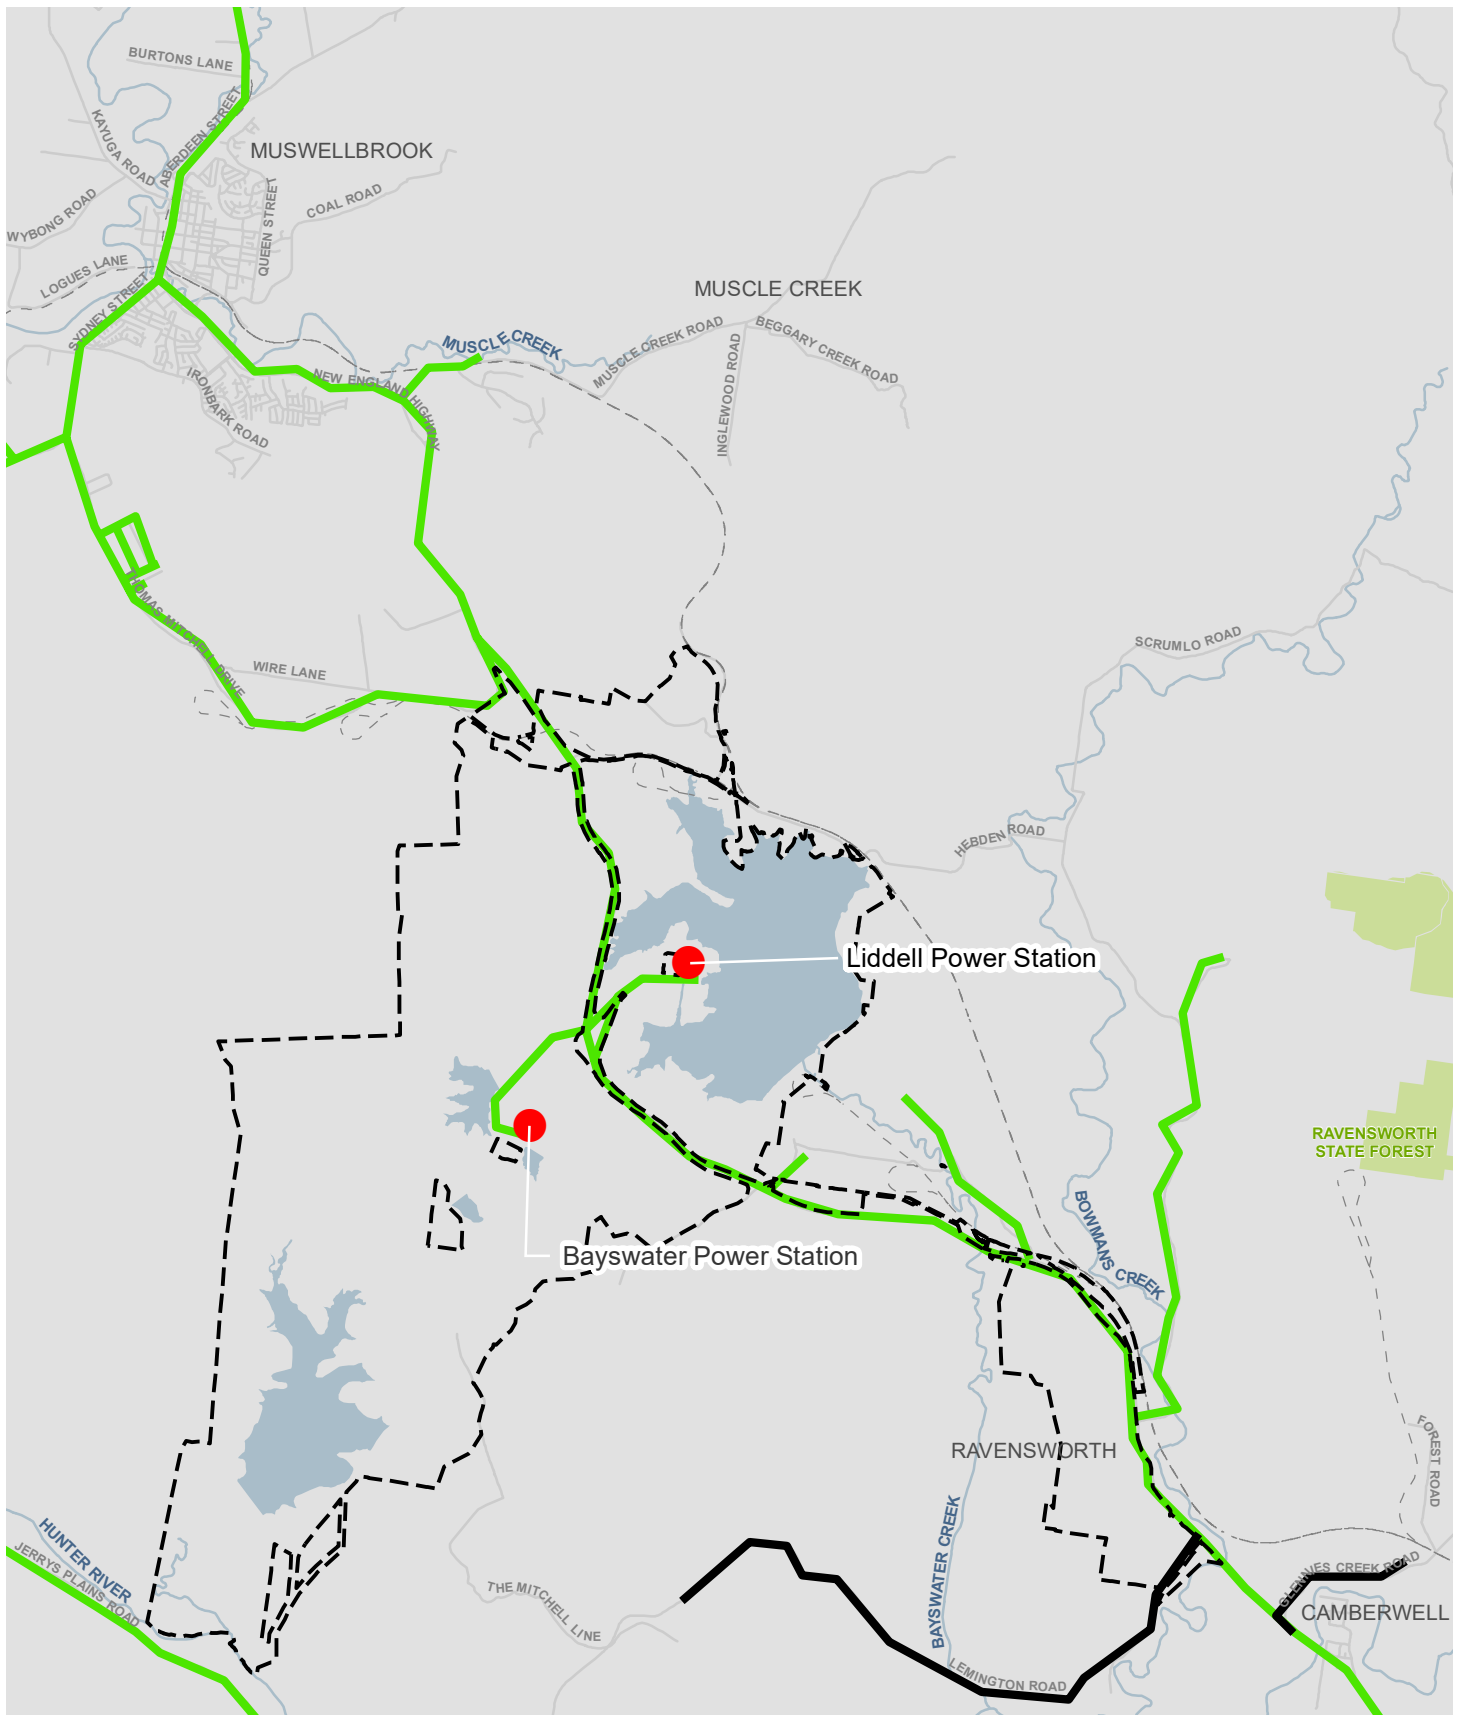 BURTONS LANE
KAYUGA ROAD
ABERDEEN STREET
MUSWELLBROOK
WYBONG ROAD
QUEEN STREET
COAL ROAD
LOGUES LANE
SYDNEY STREET
MUSCLE CREEK
MUSCLE CREEK
MUSCLE CREEK ROAD
BEGGARY CREEK ROAD
INGLEWOOD ROAD
NEW ENGLAND HIGHWAY
IRONBARK ROAD
THOMAS MITCHELL DRIVE
WIRE LANE
SCRUMLO ROAD
HEBDEN ROAD
Liddell Power Station
RAVENSWORTH
STATE FOREST
BOWMANS CREEK
Bayswater Power Station
RAVENSWORTH
FOREST ROAD
HUNTER RIVER
JERRYS PLAINS ROAD
BAYSWATER CREEK
THE MITCHELL LINE
GLENNIES CREEK ROAD
CAMBERWELL
LEMINGTON ROAD